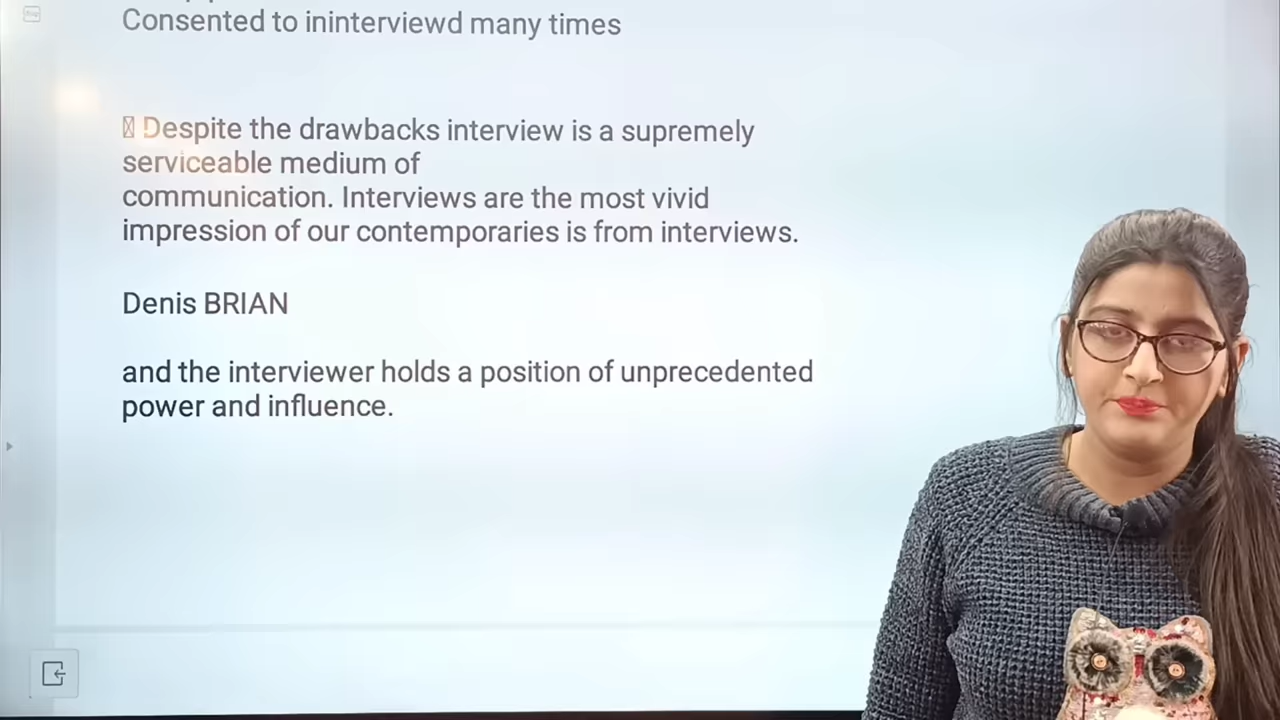 Consented to ininterviewd many times
Despite the drawbacks interview is a supremely
serviceable medium of
communication. Interviews are the most vivid
impression of our contemporaries is from interviews.
Denis BRIAN
and the interviewer holds a position of unprecedented
power and influence.